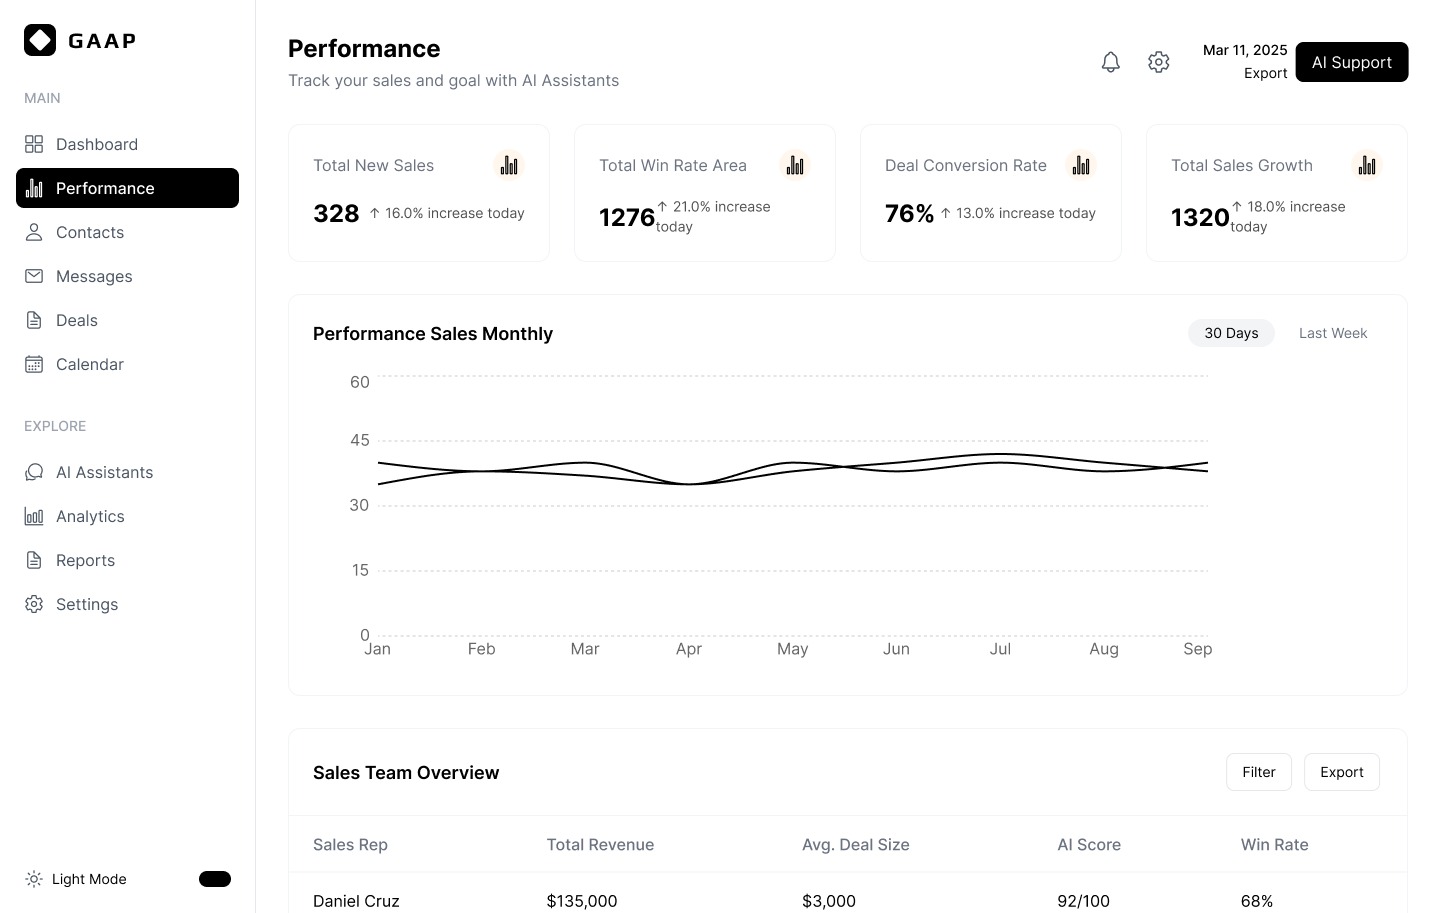 GAAP
MAIN
Dashboard
Performance
Contacts
Messages
Deals
Calendar
EXPLORE
AI Assistants
Analytics
Reports
Settings
Light Mode
Performance
Track your sales and goal with AI Assistants
Mar 11, 2025
Export
AI Support
Total New Sales
328 ↑ 16.0% increase today
Total Win Rate Area
1276 ↑ 21.0% increase
today
Deal Conversion Rate
76% ↑ 13.0% increase today
Total Sales Growth
1320 ↑ 18.0% increase
today
Performance Sales Monthly
30 Days Last Week
60
45
30
15
0
Jan Feb Mar Apr May Jun Jul Aug Sep
Sales Team Overview
Filter Export
Sales Rep Total Revenue Avg. Deal Size AI Score Win Rate
Daniel Cruz $135,000 $3,000 92/100 68%